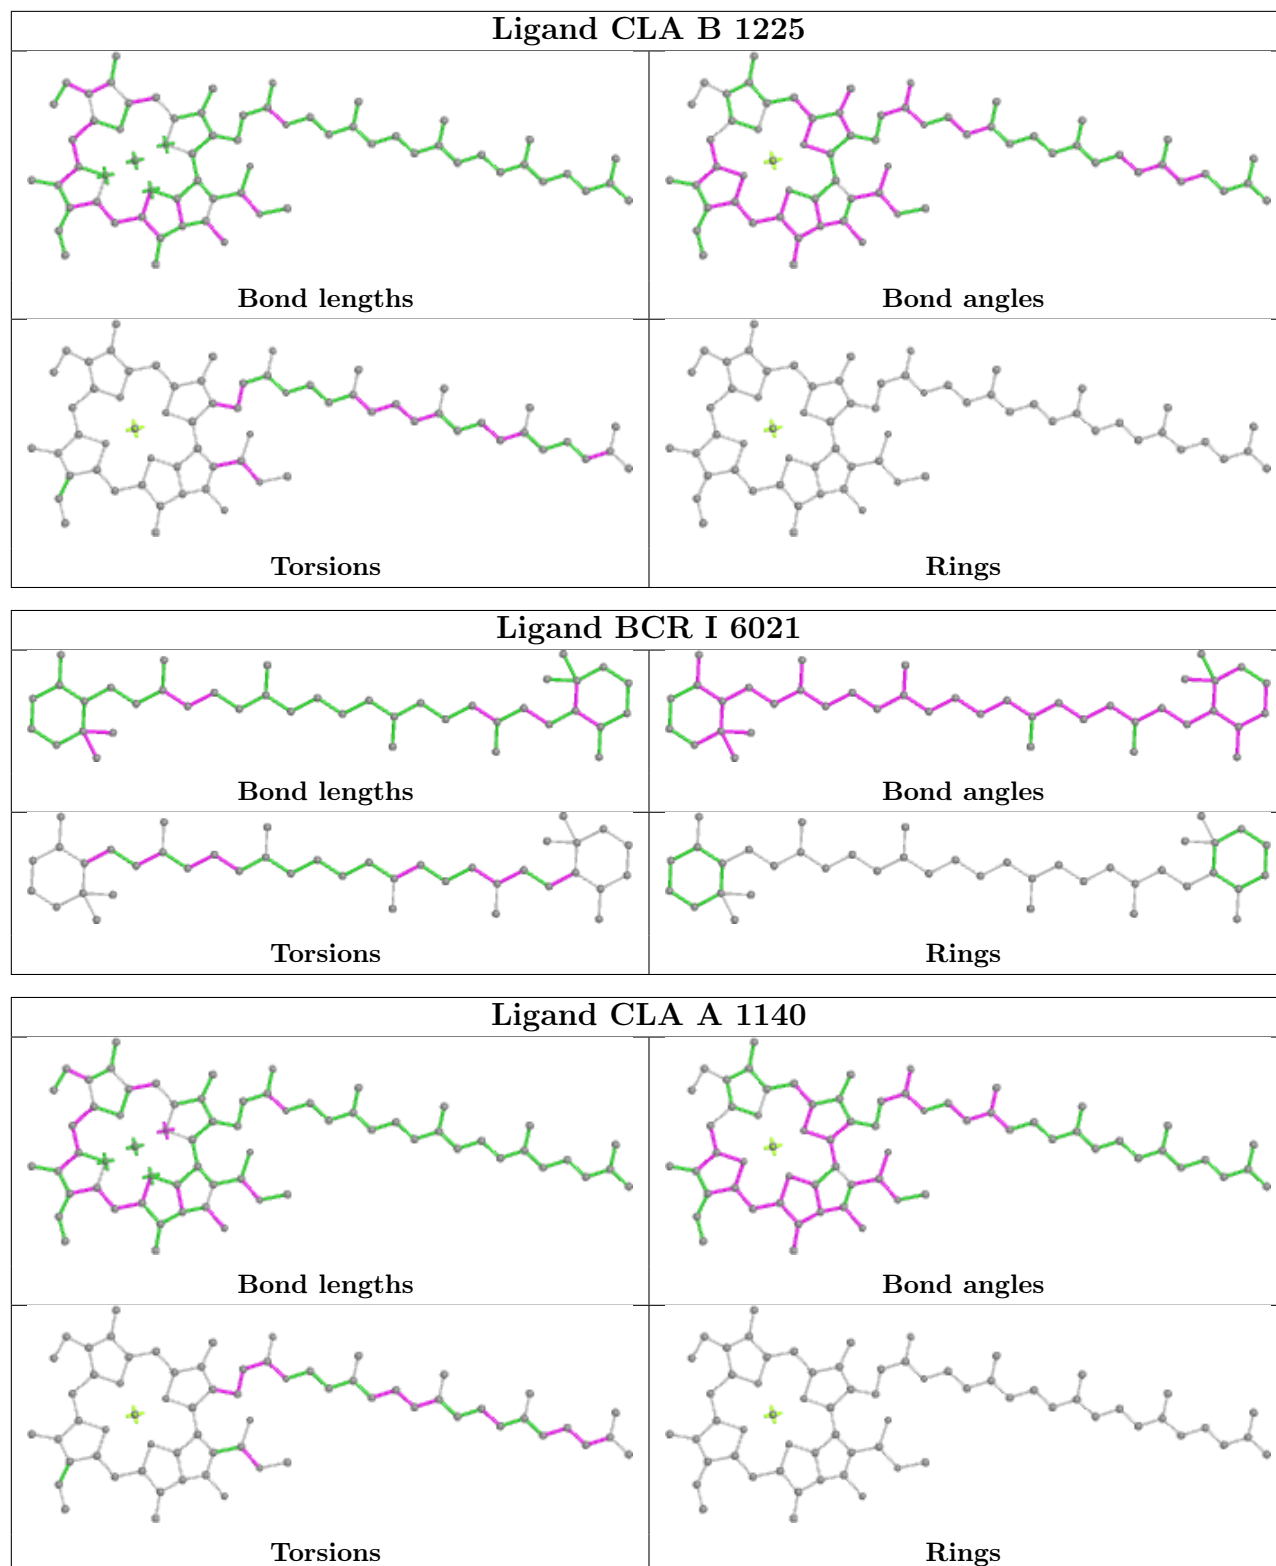 Ligand CLA B 1225
Bond lengths
Bond angles
Torsions
Rings
Ligand BCR I 6021
Bond lengths
Bond angles
Torsions
Rings
Ligand CLA A 1140
Bond lengths
Bond angles
Torsions
Rings